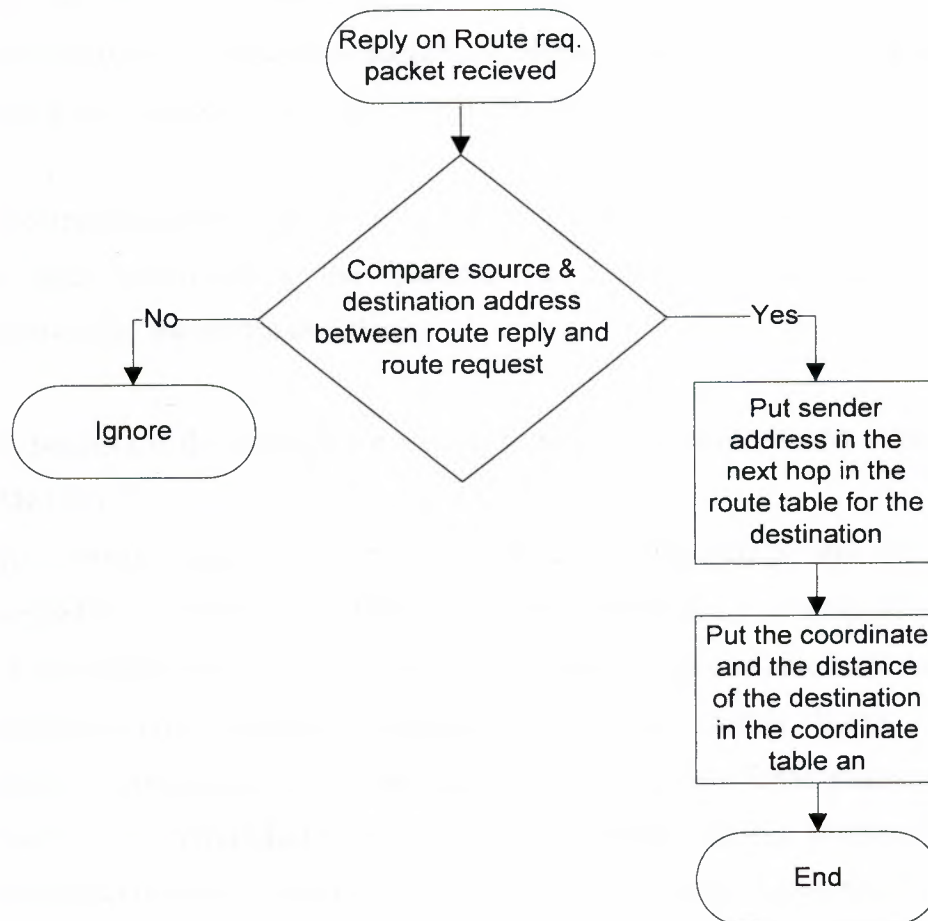 Reply on Route req.
packet recieved
Compare source &
destination address
between route reply and
route request
No
Yes
Ignore
Put sender
address in the
next hop in the
route table for the
destination
Put the coordinate
and the distance
of the destination
in the coordinate
table an
End